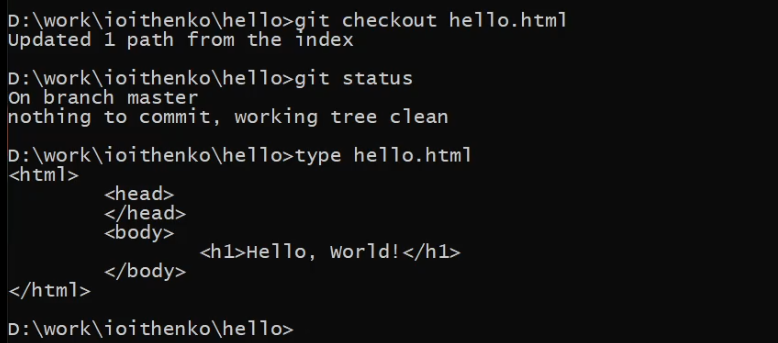 D:\work\ioithenko\hello>git checkout hello.html
Updated 1 path from the index
D:\work\ioithenko\hello>git status
On branch master
nothing to commit, working tree clean
D:\work\ioithenko\hello>type hello.html
<html>
        <head>
        </head>
        <body>
                <h1>Hello, World!</h1>
        </body>
</html>
D:\work\ioithenko\hello>